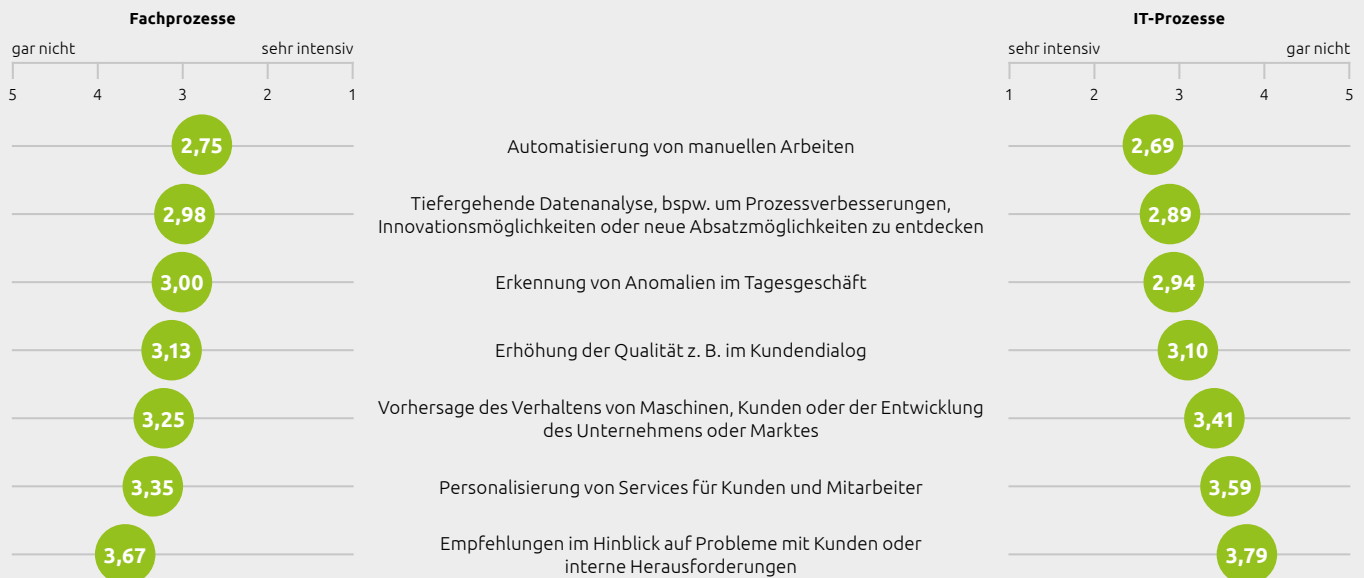 Fachprozesse
IT-Prozesse
gar nicht
sehr intensiv
sehr intensiv
gar nicht
5 4 3 2 1
1 2 3 4 5
2,75
Automatisierung von manuellen Arbeiten
2,69
2,98
Tiefergehende Datenanalyse, bspw. um Prozessverbesserungen,
Innovationsmöglichkeiten oder neue Absatzmöglichkeiten zu entdecken
2,89
3,00
Erkennung von Anomalien im Tagesgeschäft
2,94
3,13
Erhöhung der Qualität z. B. im Kundendialog
3,10
3,25
Vorhersage des Verhaltens von Maschinen, Kunden oder der Entwicklung
des Unternehmens oder Marktes
3,41
3,35
Personalisierung von Services für Kunden und Mitarbeiter
3,59
3,67
Empfehlungen im Hinblick auf Probleme mit Kunden oder
interne Herausforderungen
3,79